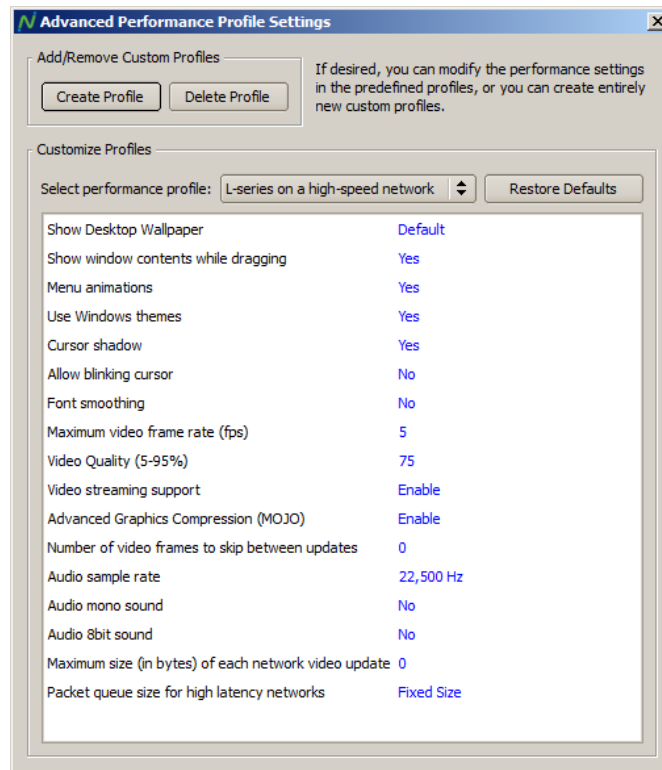 Advanced Performance Profile Settings
Add/Remove Custom Profiles
Create Profile
Delete Profile
If desired, you can modify the performance settings
in the predefined profiles, or you can create entirely
new custom profiles.
Customize Profiles
Select performance profile: L-series on a high-speed network
Restore Defaults
Show Desktop Wallpaper Default
Show window contents while dragging Yes
Menu animations Yes
Use Windows themes Yes
Cursor shadow Yes
Allow blinking cursor No
Font smoothing No
Maximum video frame rate (fps) 5
Video Quality (5-95%) 75
Video streaming support Enable
Advanced Graphics Compression (MOJO) Enable
Number of video frames to skip between updates 0
Audio sample rate 22,500 Hz
Audio mono sound No
Audio 8bit sound No
Maximum size (in bytes) of each network video update 0
Packet queue size for high latency networks Fixed Size